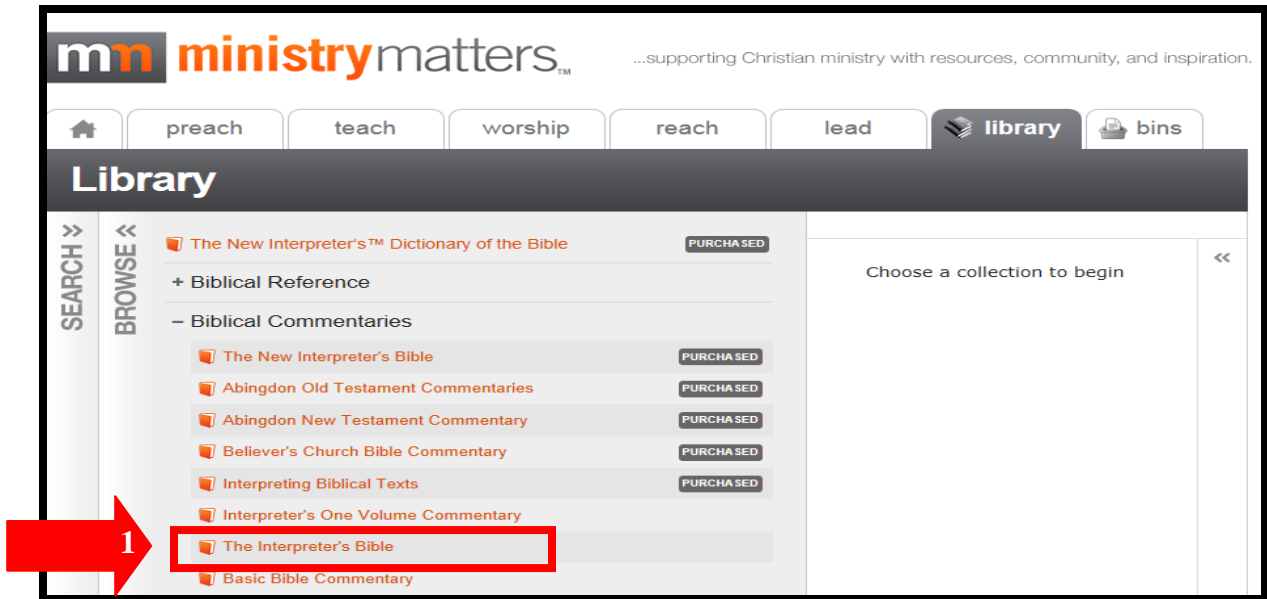 mm ministrymatters™ ...supporting Christian ministry with resources, community, and inspiration.
preach teach worship reach lead library bins
Library
SEARCH »
BROWSE «
The New Interpreter's™ Dictionary of the Bible PURCHASED
+ Biblical Reference
– Biblical Commentaries
The New Interpreter's Bible PURCHASED
Abingdon Old Testament Commentaries PURCHASED
Abingdon New Testament Commentary PURCHASED
Believer's Church Bible Commentary PURCHASED
Interpreting Biblical Texts PURCHASED
Interpreter's One Volume Commentary
1 The Interpreter's Bible
Basic Bible Commentary
Choose a collection to begin
«